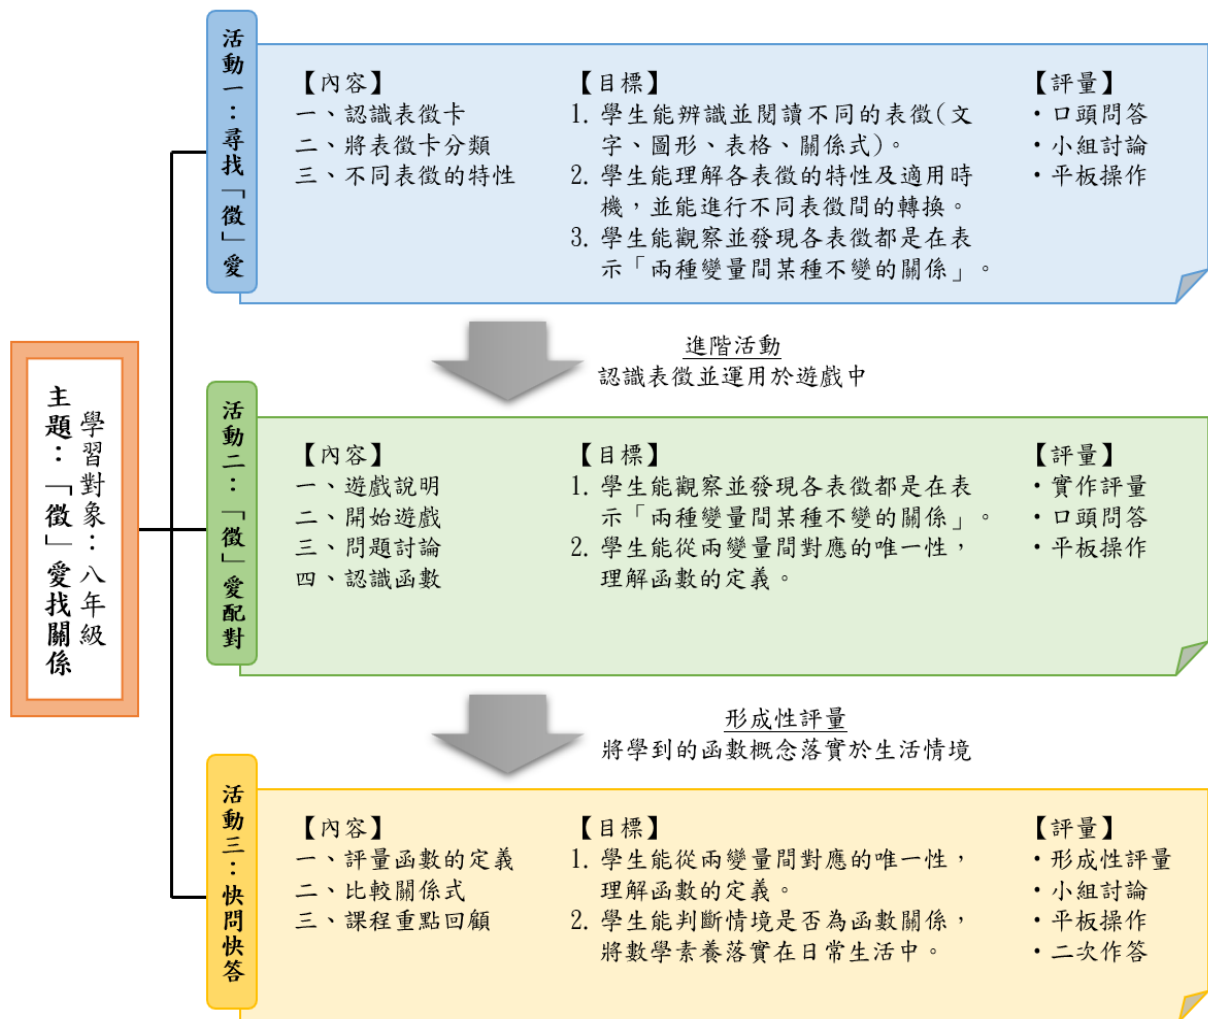 主題：「徵」愛找關係
學習對象：八年級
活動一：尋找「徵」愛
【內容】
一、認識表徵卡
二、將表徵卡分類
三、不同表徵的特性
【目標】
1. 學生能辨識並閱讀不同的表徵(文
字、圖形、表格、關係式)。
2. 學生能理解各表徵的特性及適用時
機，並能進行不同表徵間的轉換。
3. 學生能觀察並發現各表徵都是在表
示「兩種變量間某種不變的關係」。
【評量】
・口頭問答
・小組討論
・平板操作
進階活動
認識表徵並運用於遊戲中
活動二：「徵」愛配對
【內容】
一、遊戲說明
二、開始遊戲
三、問題討論
四、認識函數
【目標】
1. 學生能觀察並發現各表徵都是在表
示「兩種變量間某種不變的關係」。
2. 學生能從兩變量間對應的唯一性，
理解函數的定義。
【評量】
・實作評量
・口頭問答
・平板操作
形成性評量
將學到的函數概念落實於生活情境
活動三：快問快答
【內容】
一、評量函數的定義
二、比較關係式
三、課程重點回顧
【目標】
1. 學生能從兩變量間對應的唯一性，
理解函數的定義。
2. 學生能判斷情境是否為函數關係，
將數學素養落實在日常生活中。
【評量】
・形成性評量
・小組討論
・平板操作
・二次作答